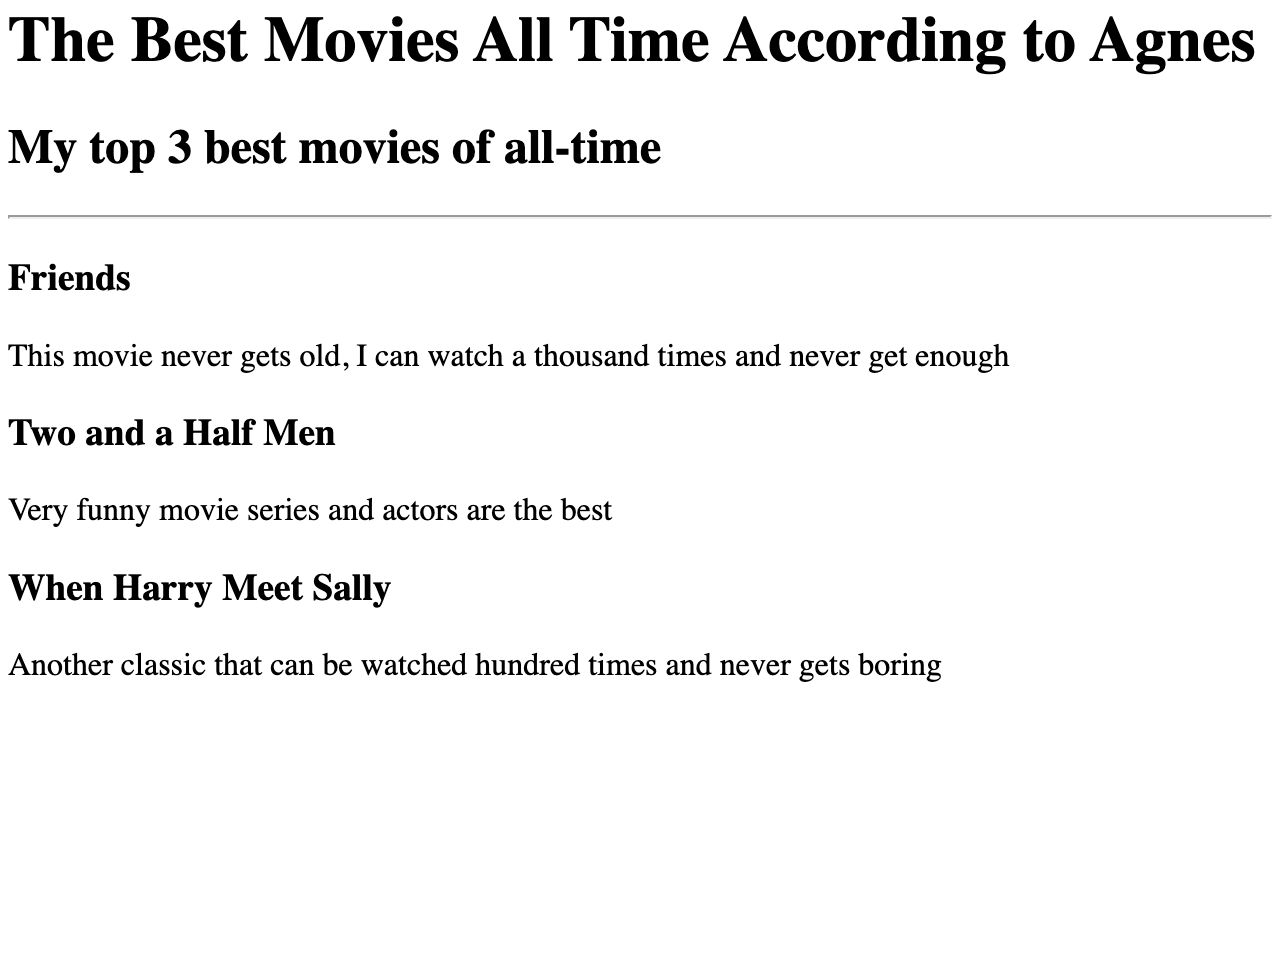 The Best Movies All Time According to Agnes
My top 3 best movies of all-time
Friends
This movie never gets old, I can watch a thousand times and never get enough
Two and a Half Men
Very funny movie series and actors are the best
When Harry Meet Sally
Another classic that can be watched hundred times and never gets boring